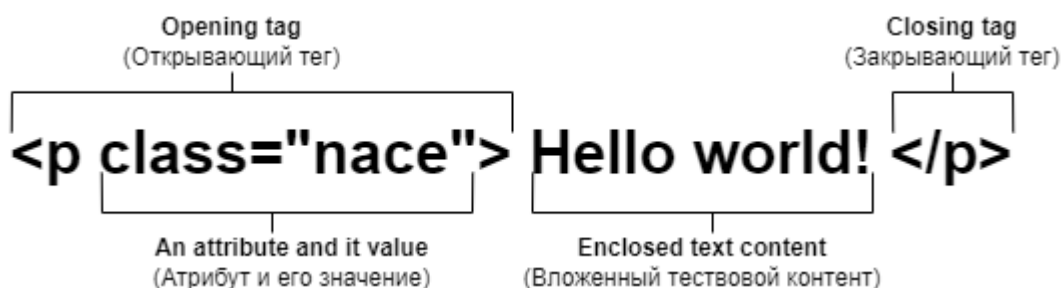 Opening tag
(Открывающий тег)
Closing tag
(Закрывающий тег)
<p class="nace"> Hello world! </p>
An attribute and it value
(Атрибут и его значение)
Enclosed text content
(Вложенный тествовой контент)